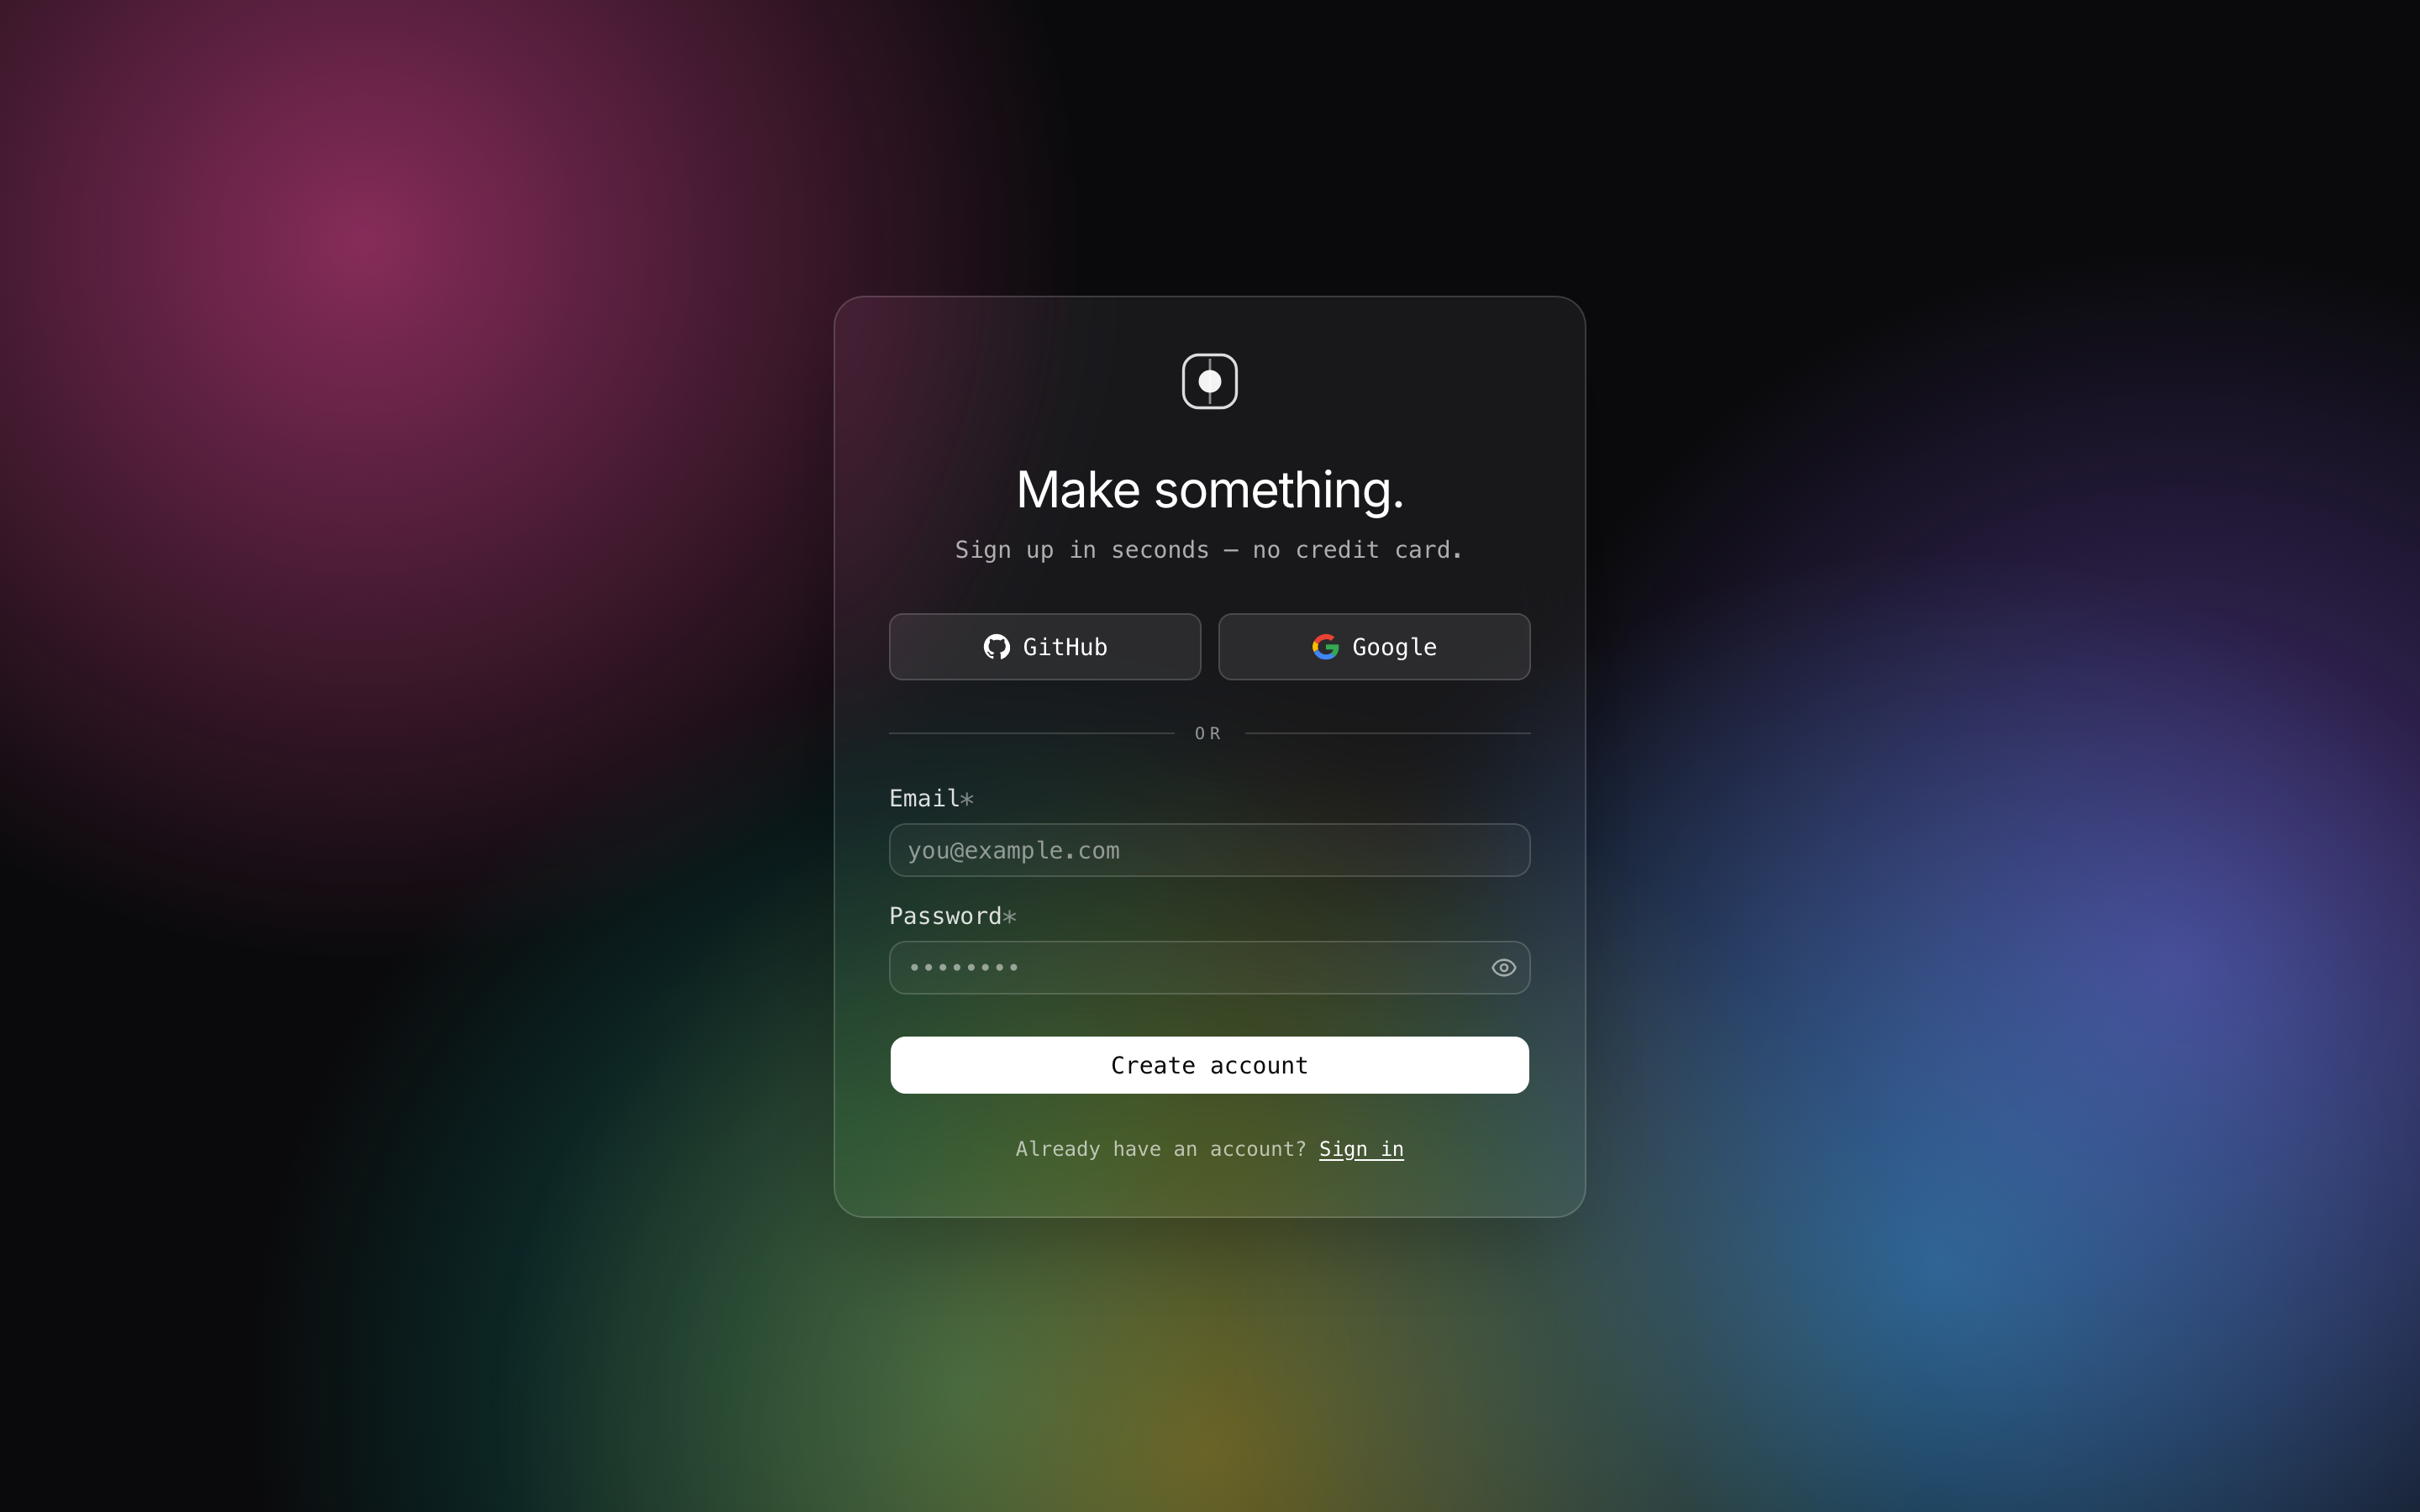 Make something.
Sign up in seconds — no credit card.
GitHub
Google
OR
Email*
you@example.com
Password*
••••••••
Create account
Already have an account? Sign in